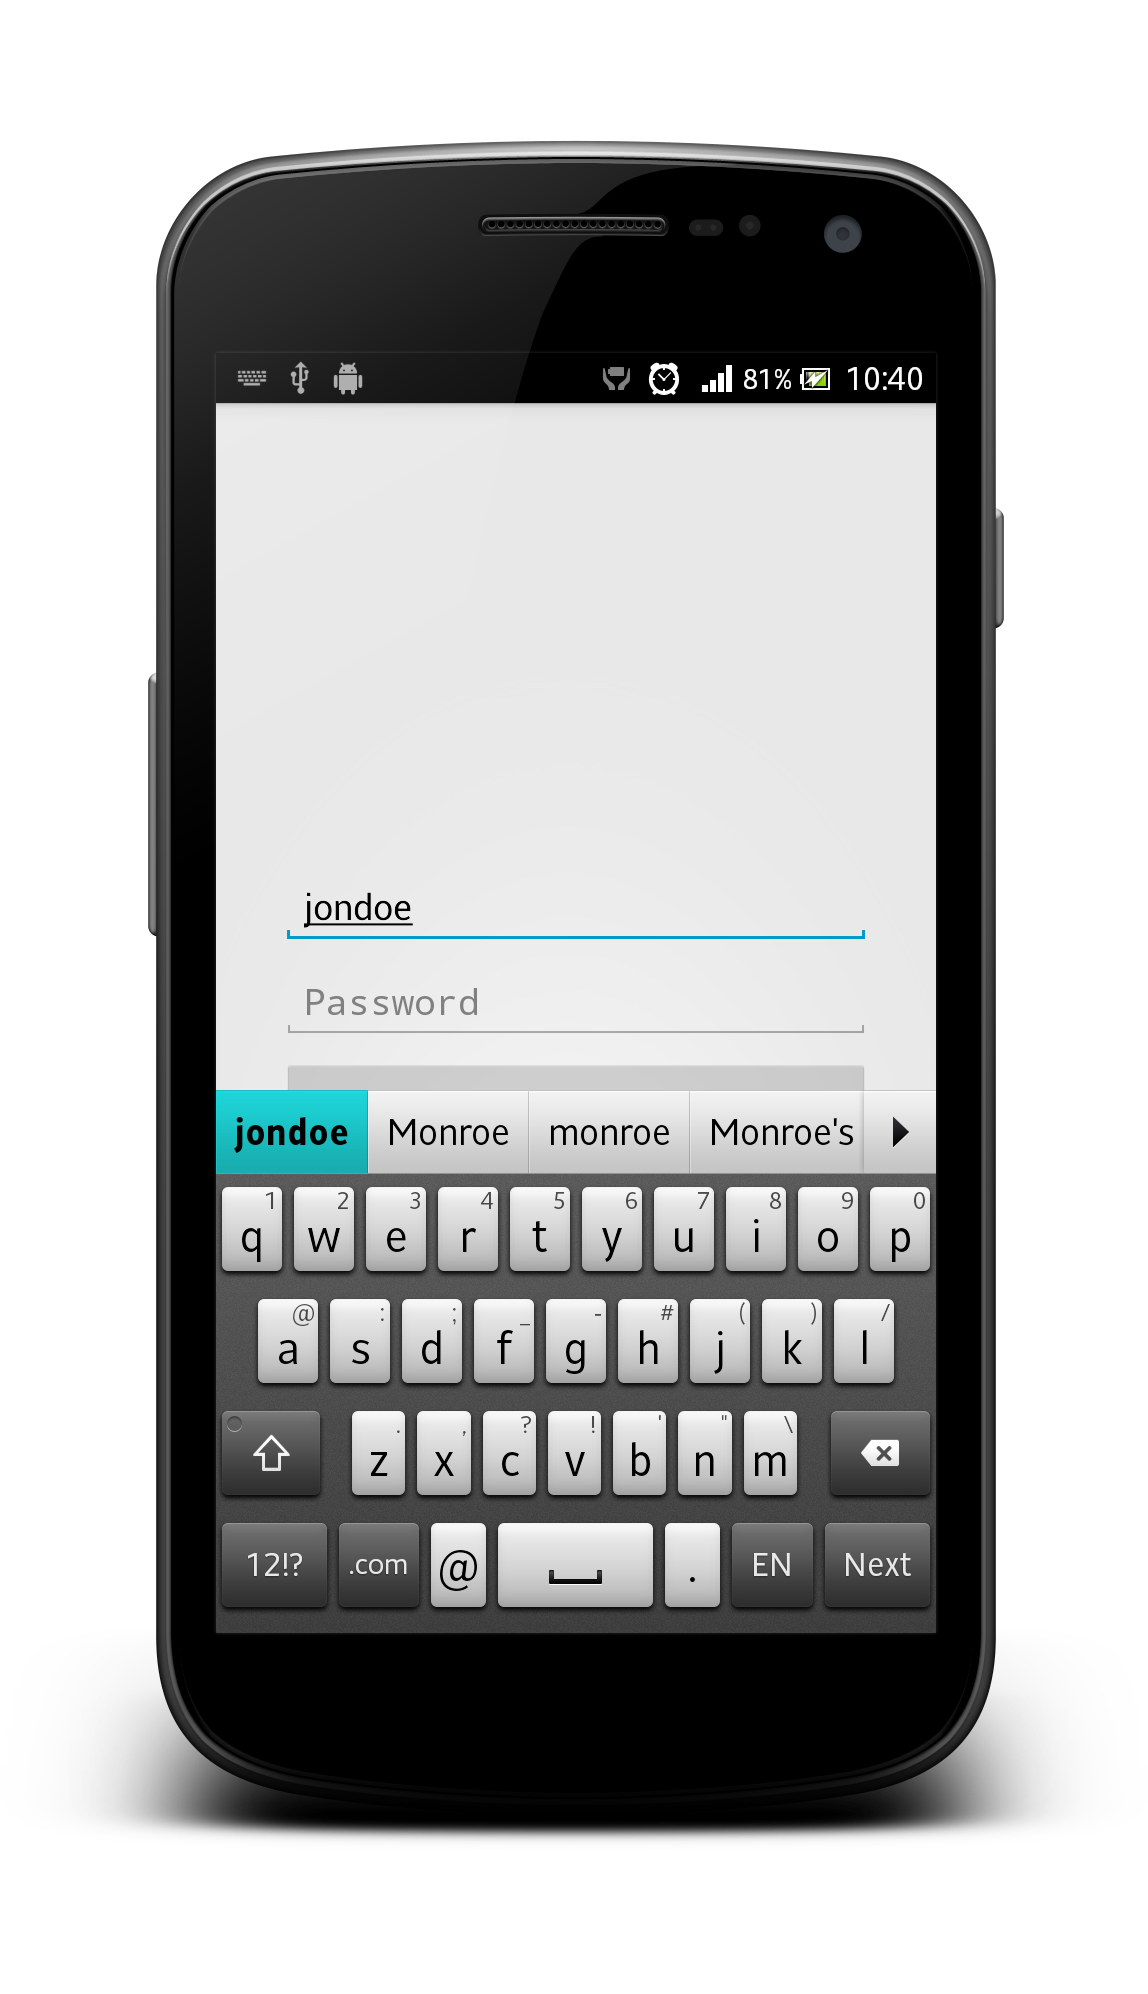 81% 10:40
jondoe
Password
jondoe Monroe monroe Monroe's
1 2 3 4 5 6 7 8 9 0
q w e r t y u i o p
@ : ; _ - # ( ) /
a s d f g h j k l
. , ? ! ' " \
z x c v b n m
12!? .com @ . EN Next